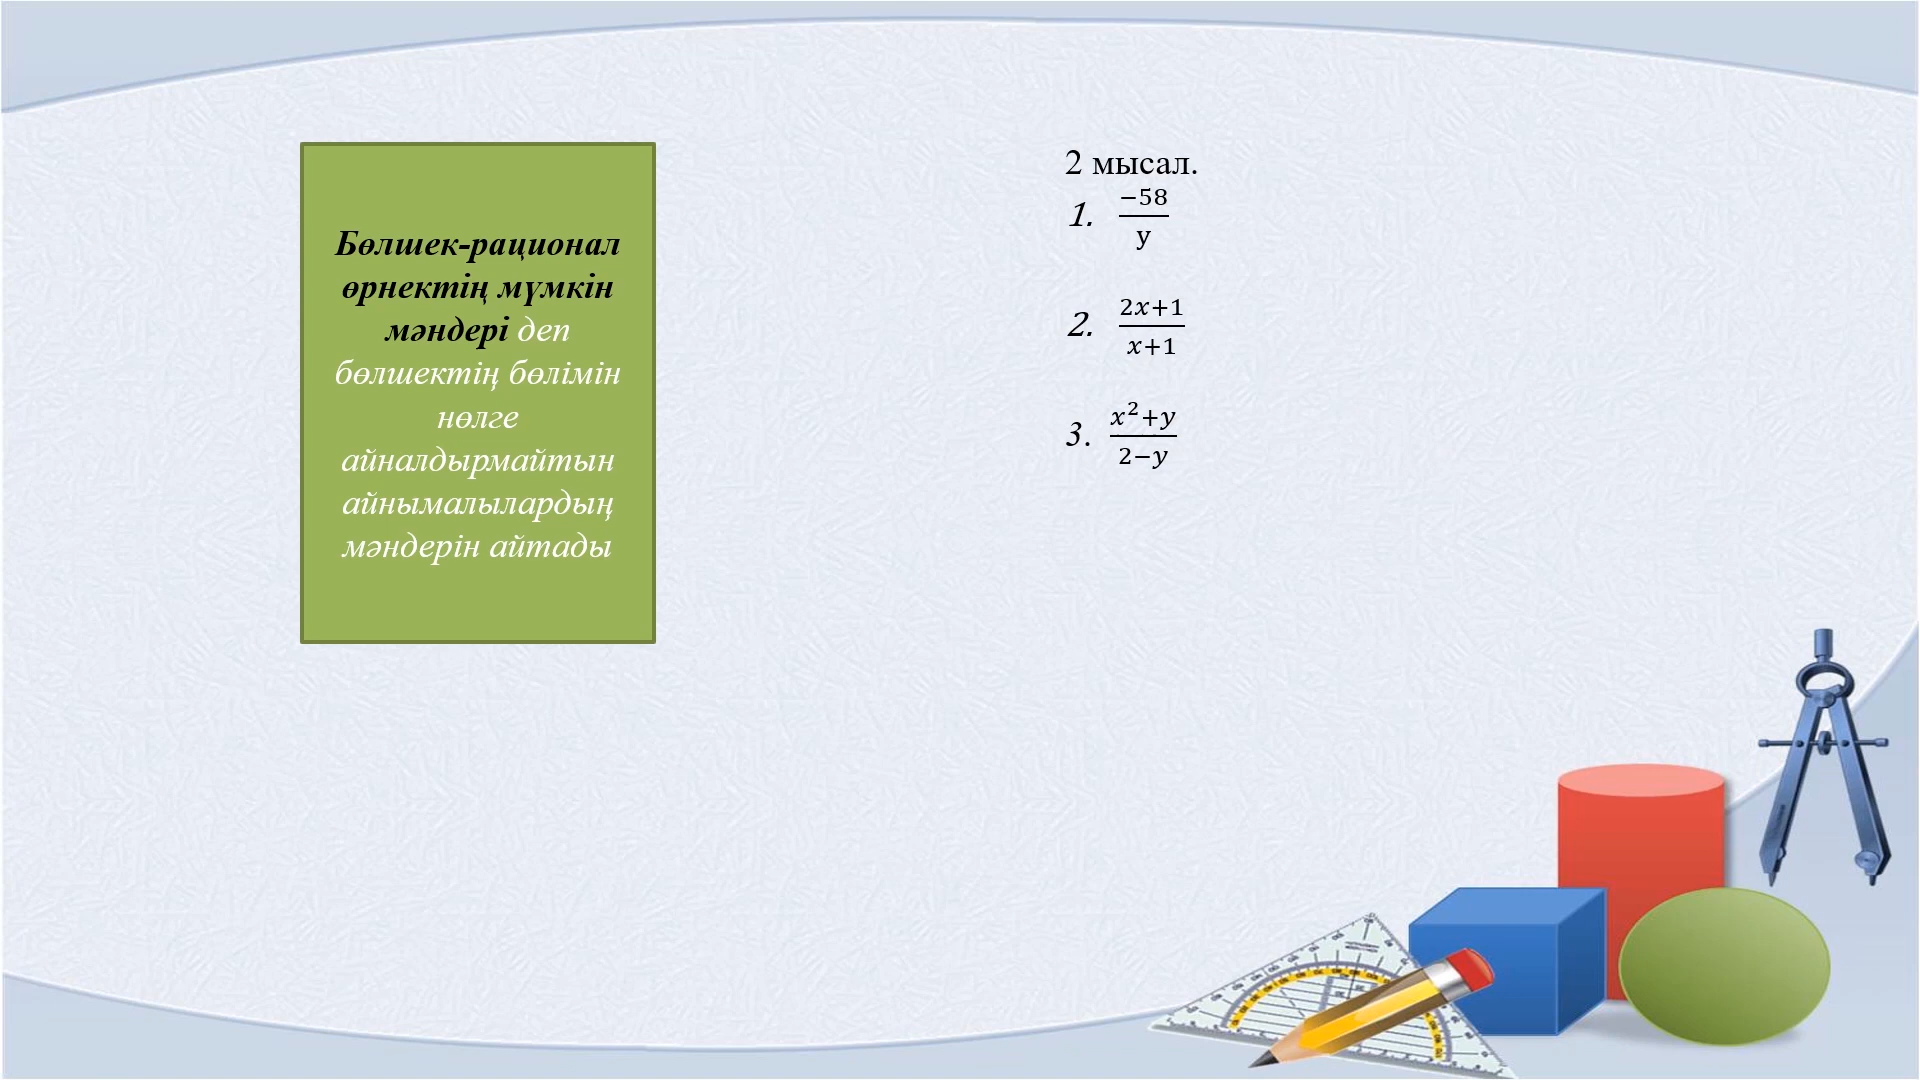 Бөлшек-рационал
өрнектің мүмкін
мәндері деп
бөлшектің бөлімін
нөлге
айналдырмайтын
айнымалылардың
мәндерін айтады
2 мысал.
1. −58/y
2. 2x+1/x+1
3. x²+y/2−y